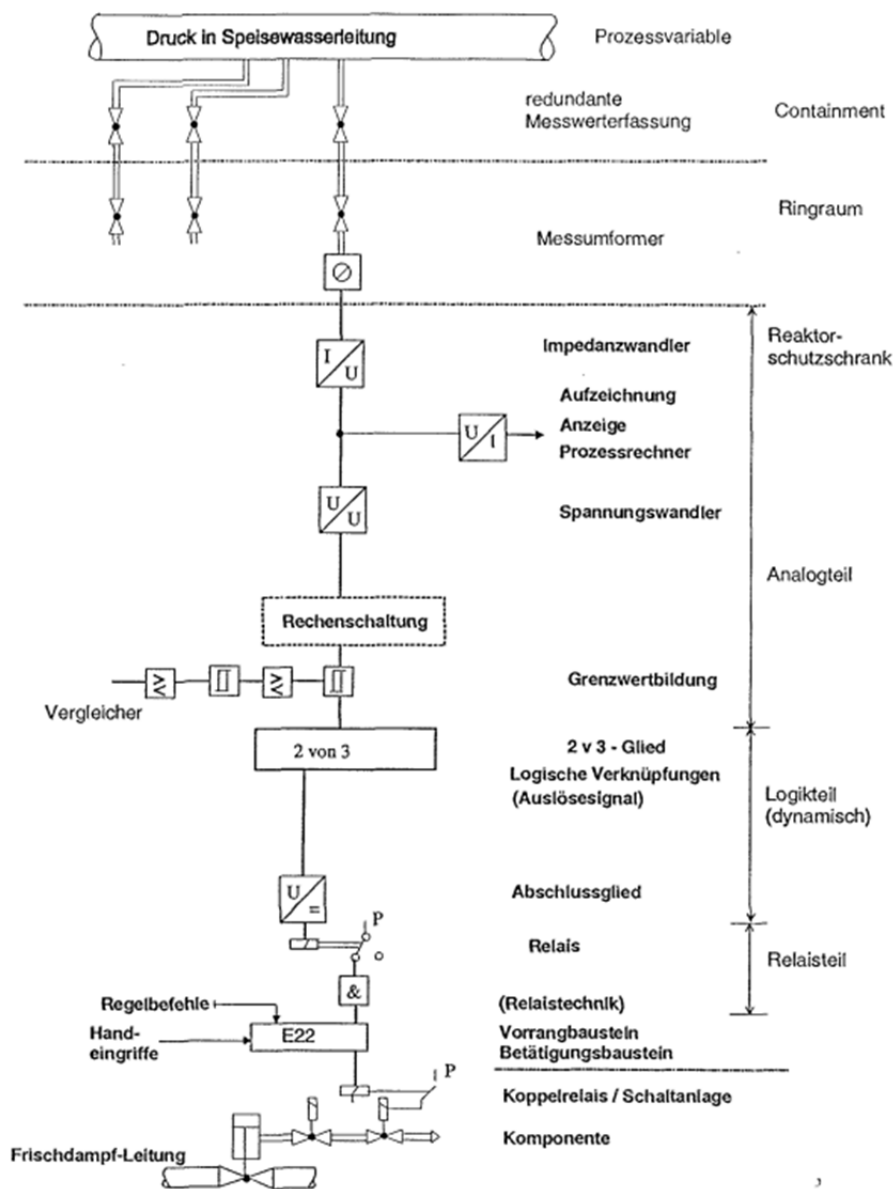 Druck in Speisewasserleitung
Prozessvariable
redundante
Messwerterfassung
Containment
Ringraum
Messumformer
Impedanzwandler
Reaktor-
schutzschrank
I
U
Aufzeichnung
Anzeige
Prozessrechner
U
I
U
U
Spannungswandler
Analogteil
Rechenschaltung
Grenzwertbildung
Vergleicher
2 von 3
2 v 3 - Glied
Logische Verknüpfungen
(Auslösesignal)
Logikteil
(dynamisch)
U
=
Abschlussglied
P
Relais
Relaisteil
&
Regelbefehle
(Relaistechnik)
Hand-
eingriffe
E22
Vorrangbaustein
Betätigungsbaustein
P
Koppelrelais / Schaltanlage
Komponente
Frischdampf-Leitung